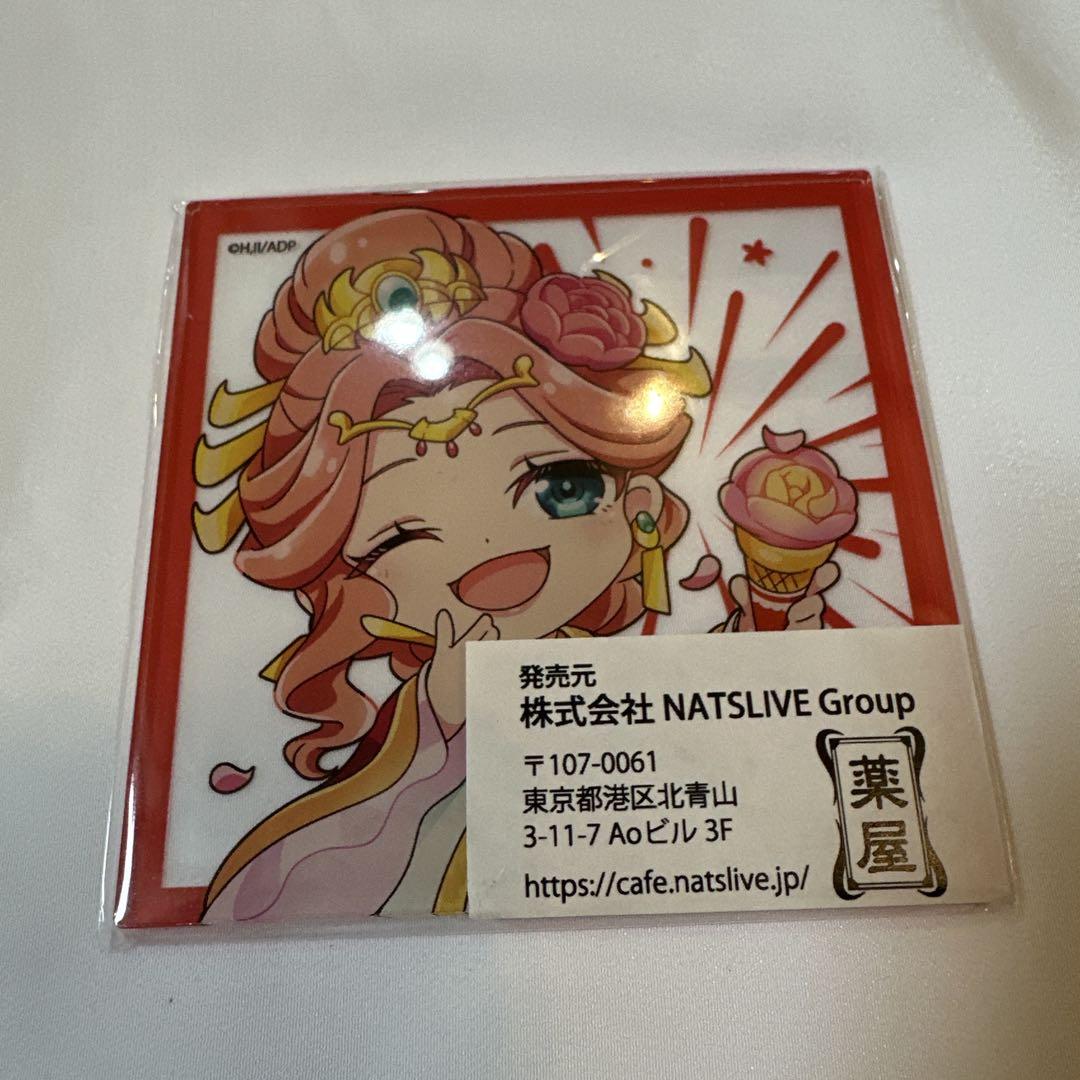 ©H,II/ADP
発売元
株式会社 NATSLIVE Group
〒107-0061
東京都港区北青山
3-11-7 Aoビル 3F
https://cafe.natslive.jp/
薬屋